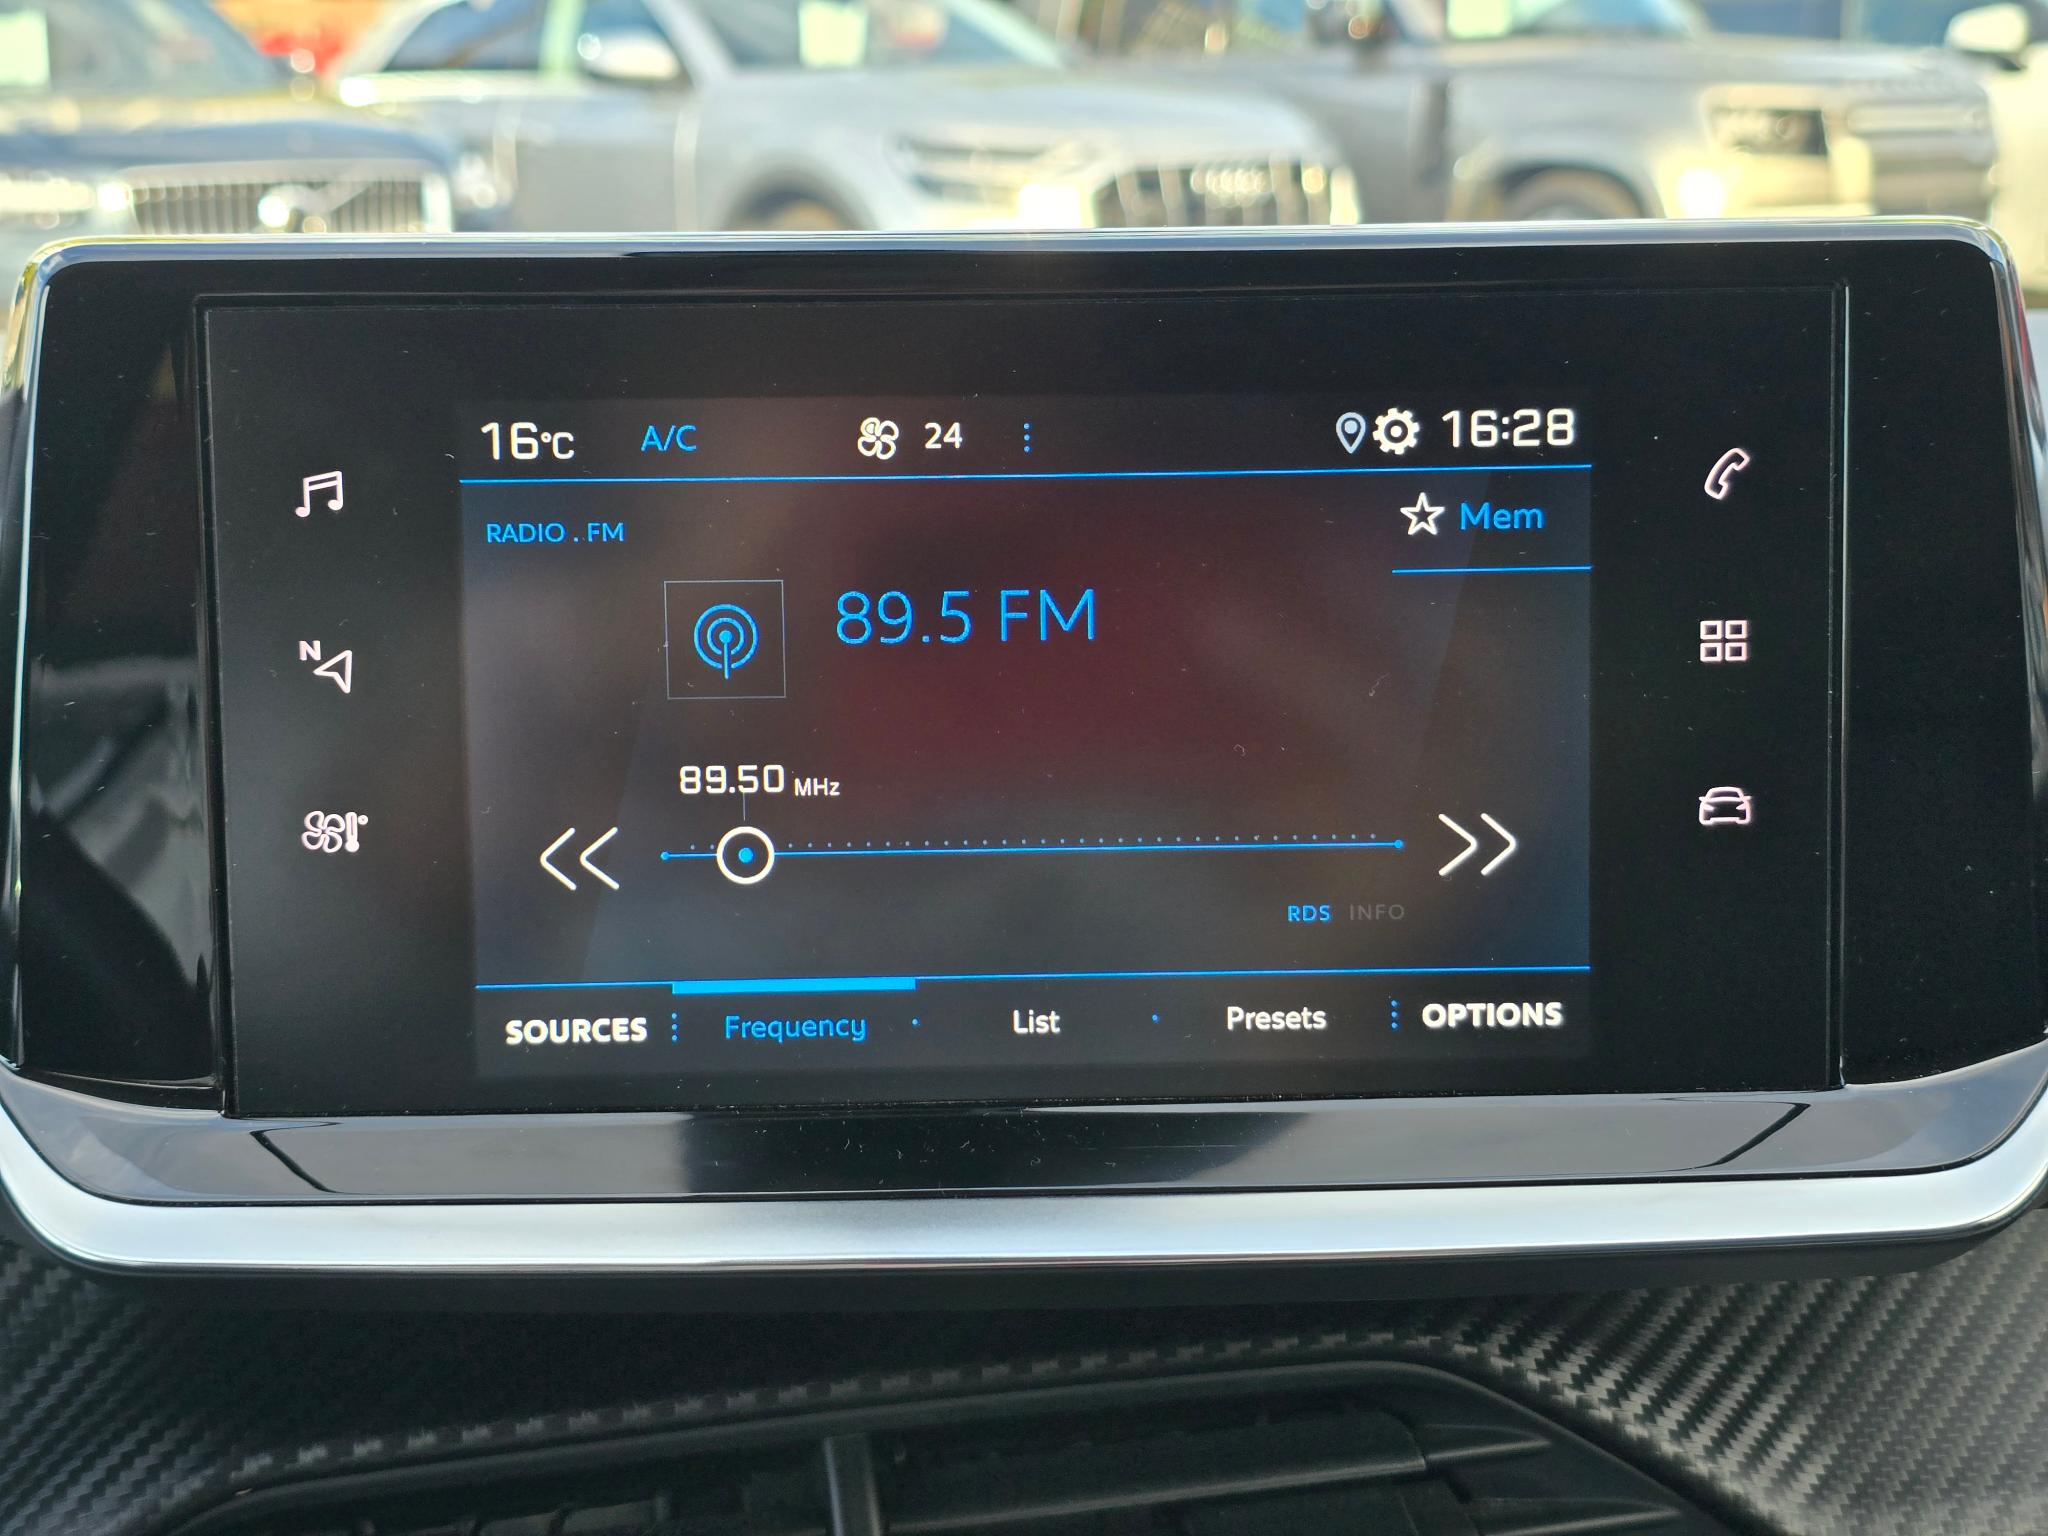 16°C A/C 24 16:28
RADIO . FM
Mem
89.5 FM
N
89.50 MHz
RDS INFO
SOURCES Frequency List Presets OPTIONS